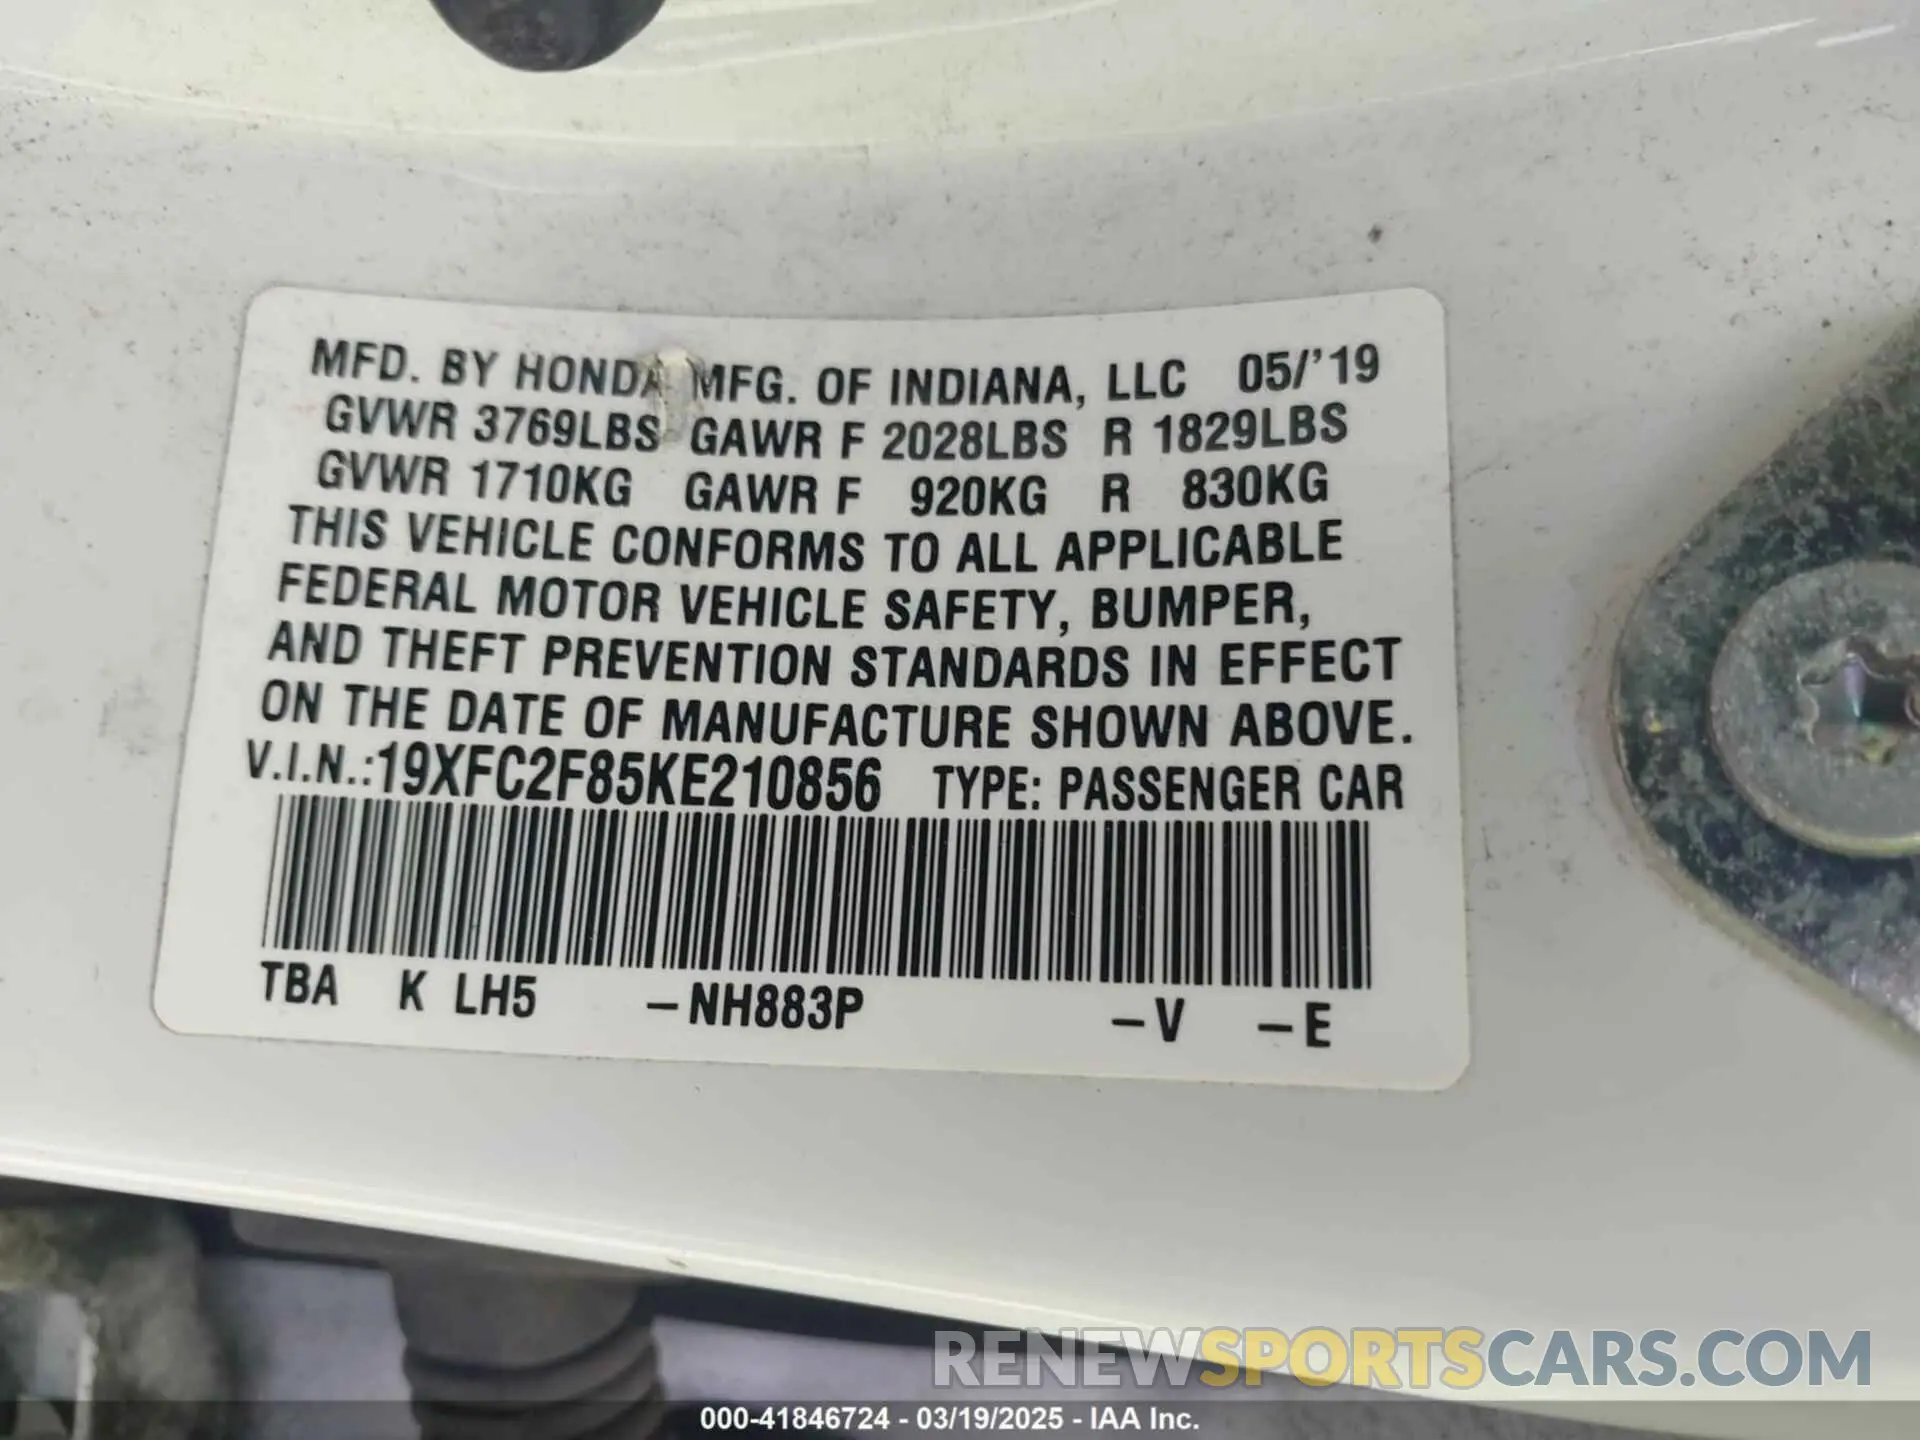 MFD. BY HONDA MFG. OF INDIANA, LLC 05/'19
GVWR 3769LBS GAWR F 2028LBS R 1829LBS
GVWR 1710KG GAWR F 920KG R 830KG
THIS VEHICLE CONFORMS TO ALL APPLICABLE
FEDERAL MOTOR VEHICLE SAFETY, BUMPER,
AND THEFT PREVENTION STANDARDS IN EFFECT
ON THE DATE OF MANUFACTURE SHOWN ABOVE.
V.I.N.:19XFC2F85KE210856 TYPE: PASSENGER CAR
TBA K LH5 -NH883P -V -E
RENEWSPORTSCARS.COM
000-41846724 - 03/19/2025 - IAA Inc.